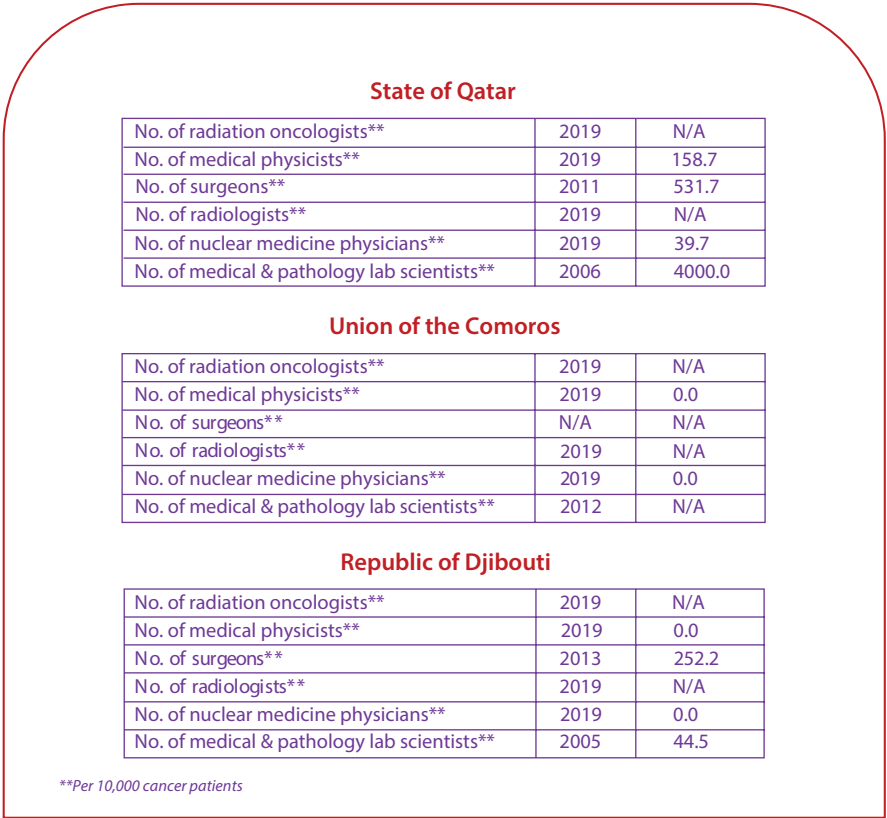 State of Qatar
No. of radiation oncologists** 2019 N/A
No. of medical physicists** 2019 158.7
No. of surgeons** 2011 531.7
No. of radiologists** 2019 N/A
No. of nuclear medicine physicians** 2019 39.7
No. of medical & pathology lab scientists** 2006 4000.0
Union of the Comoros
No. of radiation oncologists** 2019 N/A
No. of medical physicists** 2019 0.0
No. of surgeons** N/A N/A
No. of radiologists** 2019 N/A
No. of nuclear medicine physicians** 2019 0.0
No. of medical & pathology lab scientists** 2012 N/A
Republic of Djibouti
No. of radiation oncologists** 2019 N/A
No. of medical physicists** 2019 0.0
No. of surgeons** 2013 252.2
No. of radiologists** 2019 N/A
No. of nuclear medicine physicians** 2019 0.0
No. of medical & pathology lab scientists** 2005 44.5
**Per 10,000 cancer patients